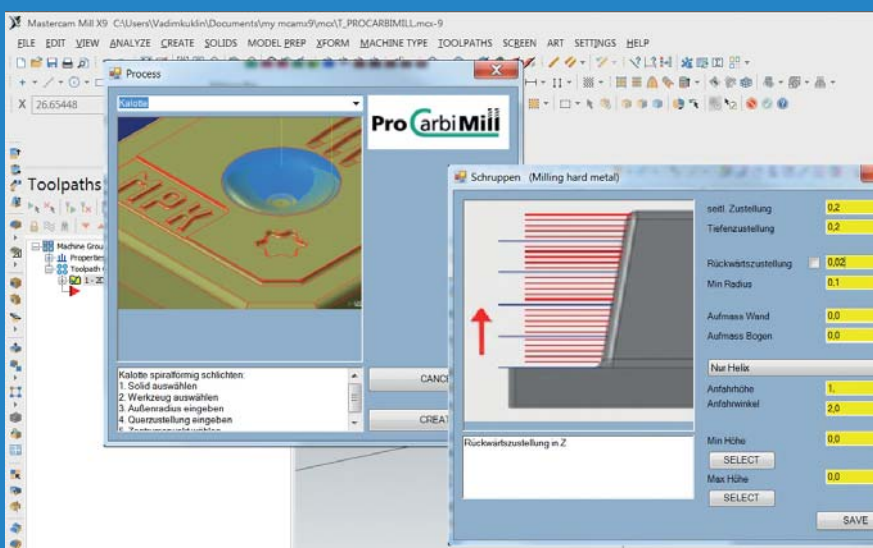 Mastercam Mill X9 C:\Users\Vadimkuklin\Documents\my mcamx9\mcx\T_PROCARBIMILL.mcx-9
FILE EDIT VIEW ANALYZE CREATE SOLIDS MODEL PREP XFORM MACHINE TYPE TOOLPATHS SCREEN ART SETTINGS HELP
X 26.65448
Process
Kalotte
ProCarbiMill
MPK
Kalotte spiralförmig schlichten:
1. Solid auswählen
2. Werkzeug auswählen
3. Außenradius eingeben
4. Querzustellung eingeben
CANC
CREAT
Toolpaths
Machine Grou
Properties
Toolpath
Schruppen (Milling hard metal)
seitl. Zustellung 0,2
Tiefenzustellung 0,2
Rückwärtszustellung 0,02
Min Radius 0,1
Aufmass Wand 0,0
Aufmass Bogen 0,0
Nur Helix
Anfahrhöhe 1,
Anfahrwinkel 2,0
Min Höhe 0,0
SELECT
Max Höhe 0,0
SELECT
SAVE
Rückwärtszustellung in Z